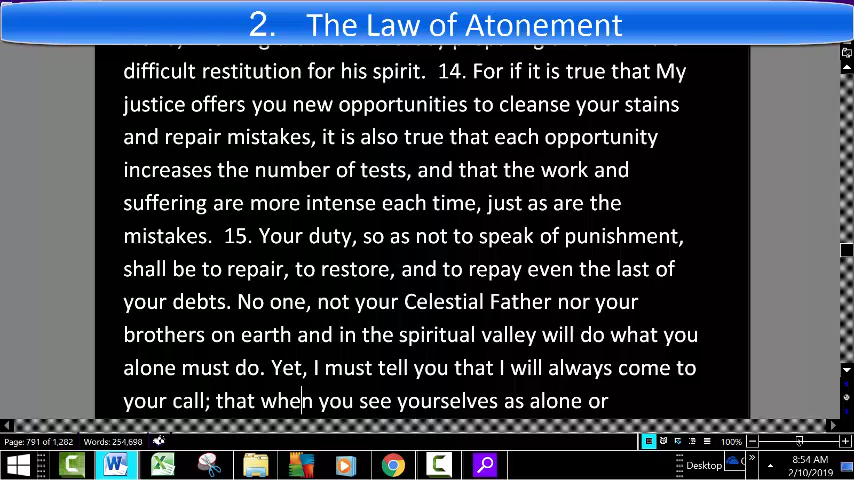 2. The Law of Atonement
difficult restitution for his spirit. 14. For if it is true that My
justice offers you new opportunities to cleanse your stains
and repair mistakes, it is also true that each opportunity
increases the number of tests, and that the work and
suffering are more intense each time, just as are the
mistakes. 15. Your duty, so as not to speak of punishment,
shall be to repair, to restore, and to repay even the last of
your debts. No one, not your Celestial Father nor your
brothers on earth and in the spiritual valley will do what you
alone must do. Yet, I must tell you that I will always come to
your call; that when you see yourselves as alone or
Page: 791 of 1,282 Words: 254,698 100%
Desktop 8:54 AM
2/10/2019